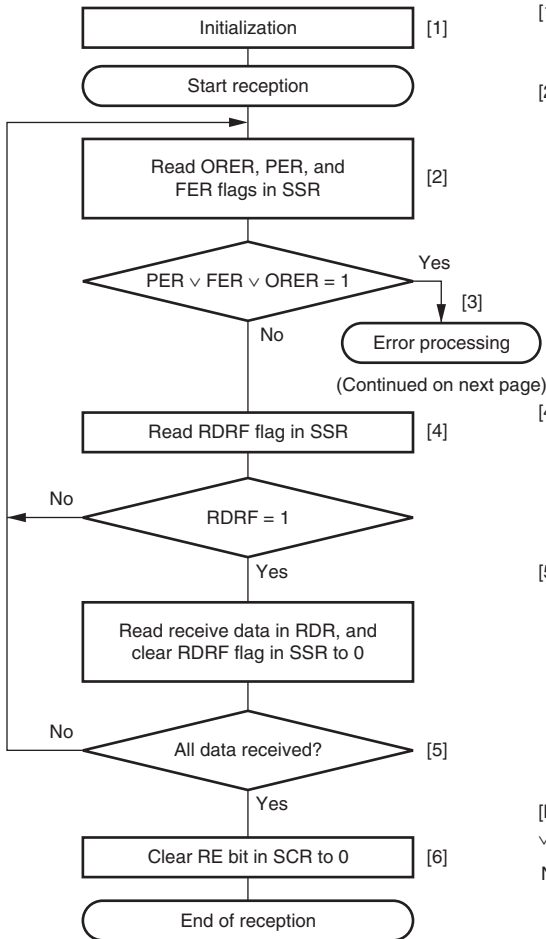 Initialization
[1]
Start reception
Read ORER, PER, and
FER flags in SSR
[2]
PER ∨ FER ∨ ORER = 1
Yes
[3]
No
Error processing
(Continued on next page)
Read RDRF flag in SSR
[4]
No
RDRF = 1
Yes
Read receive data in RDR, and
clear RDRF flag in SSR to 0
No
All data received?
[5]
Yes
Clear RE bit in SCR to 0
[6]
End of reception